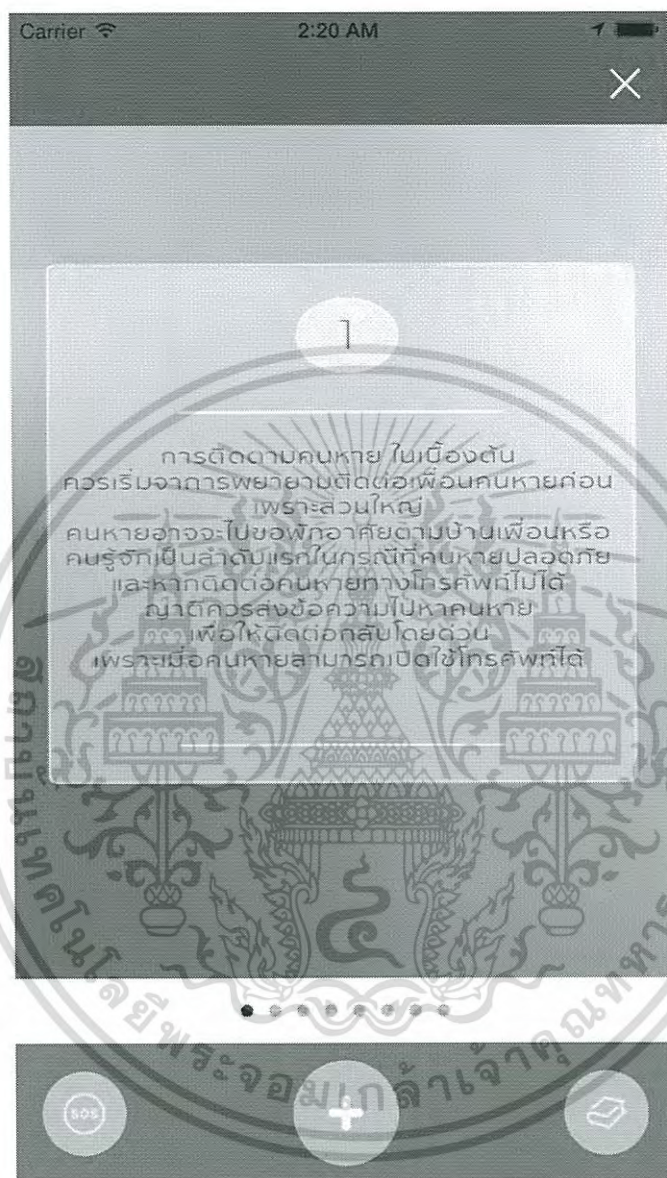 Carrier 2:20 AM
1
การติดตามคนหาย ในเบื้องต้น
ควรเริ่มจากการพยายามติดต่อเพื่อนคนหายก่อน
เพราะส่วนใหญ่
คนหายอาจจะไปขอพักอาศัยตามบ้านเพื่อนหรือ
คนรู้จักเป็นลำดับแรกในกรณีที่คนหายปลอดภัย
และหากติดต่อคนหายทางโทรศัพท์ไม่ได้
ญาติควรส่งข้อความไปหาคนหาย
เพื่อให้ติดต่อกลับโดยด่วน
เพราะเมื่อคนหายสามารถเปิดใช้โทรศัพท์ได้
สถาบันเทคโนโลยีพระจอมเกล้าเจ้าคุณทหาร
SOS